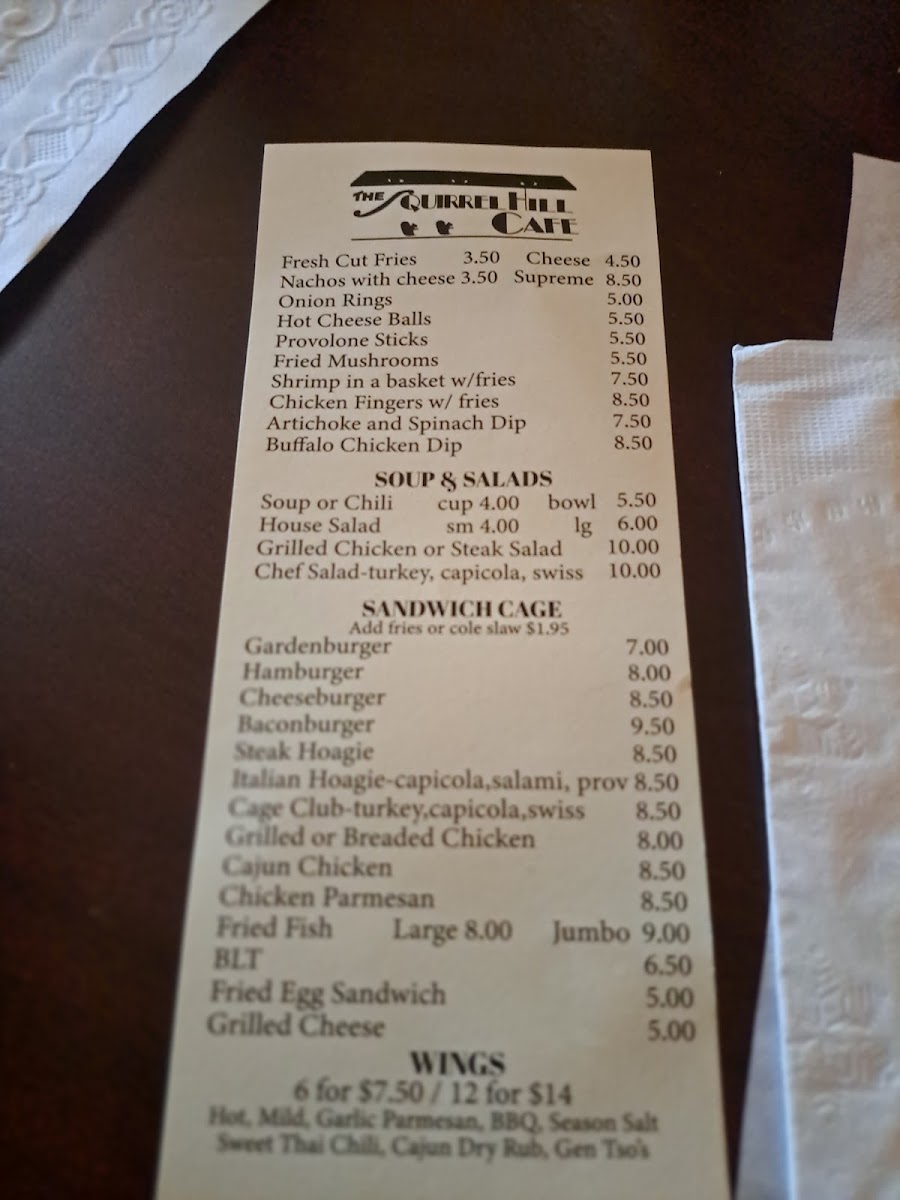 THE SQUIRREL HILL
CAFE
Fresh Cut Fries 3.50 Cheese 4.50
Nachos with cheese 3.50 Supreme 8.50
Onion Rings 5.00
Hot Cheese Balls 5.50
Provolone Sticks 5.50
Fried Mushrooms 5.50
Shrimp in a basket w/fries 7.50
Chicken Fingers w/ fries 8.50
Artichoke and Spinach Dip 7.50
Buffalo Chicken Dip 8.50
SOUP & SALADS
Soup or Chili cup 4.00 bowl 5.50
House Salad sm 4.00 lg 6.00
Grilled Chicken or Steak Salad 10.00
Chef Salad-turkey, capicola, swiss 10.00
SANDWICH CAGE
Add fries or cole slaw $1.95
Gardenburger 7.00
Hamburger 8.00
Cheeseburger 8.50
Baconburger 9.50
Steak Hoagie 8.50
Italian Hoagie-capicola,salami, prov 8.50
Cage Club-turkey,capicola,swiss 8.50
Grilled or Breaded Chicken 8.00
Cajun Chicken 8.50
Chicken Parmesan 8.50
Fried Fish Large 8.00 Jumbo 9.00
BLT 6.50
Fried Egg Sandwich 5.00
Grilled Cheese 5.00
WINGS
6 for $7.50 / 12 for $14
Hot, Mild, Garlic Parmesan, BBQ, Season Salt
Sweet Thai Chili, Cajun Dry Rub, Gen Tso's